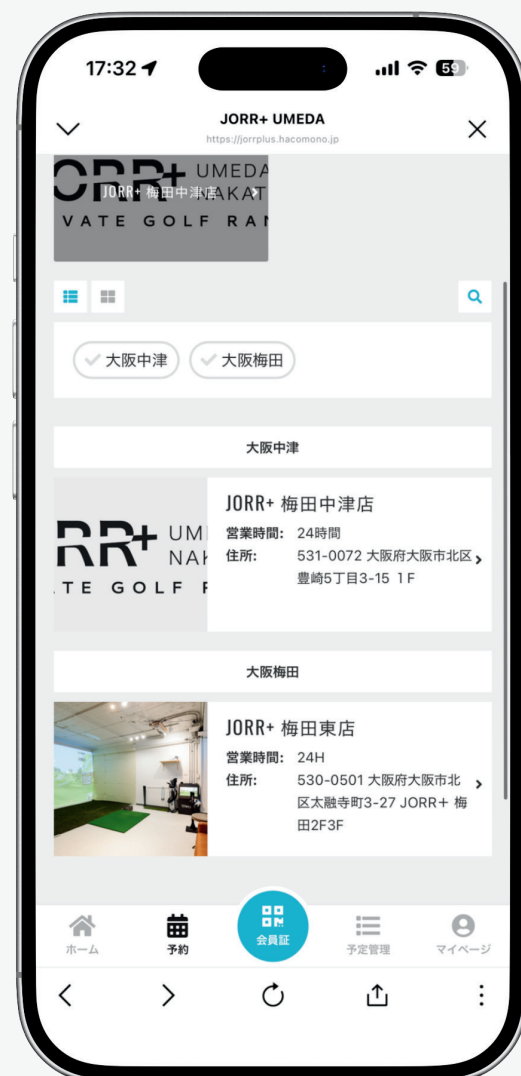 17:32
59
JORR+ UMEDA
https://jorrplus.hacomono.jp
ORR+ UMEDA
NAKAT
JORR+ 梅田中津店
VATE GOLF RAN
大阪中津
大阪梅田
大阪中津
RR+ UMI
NAK
TE GOLF F
JORR+ 梅田中津店
営業時間: 24時間
住所: 531-0072 大阪府大阪市北区
豊崎5丁目3-15 1F
大阪梅田
JORR+ 梅田東店
営業時間: 24H
住所: 530-0501 大阪府大阪市北
区太融寺町3-27 JORR+ 梅
田2F3F
ホーム
予約
会員証
予定管理
マイページ